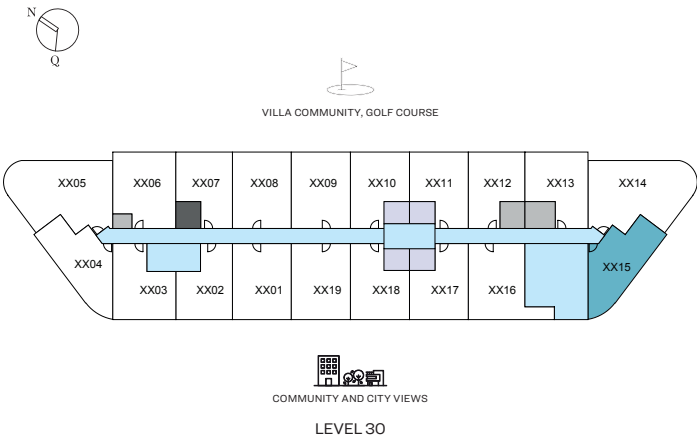 N
Q
VILLA COMMUNITY, GOLF COURSE
XX05 XX06 XX07 XX08 XX09 XX10 XX11 XX12 XX13 XX14
XX04 XX15
XX03 XX02 XX01 XX19 XX18 XX17 XX16
COMMUNITY AND CITY VIEWS
LEVEL 30